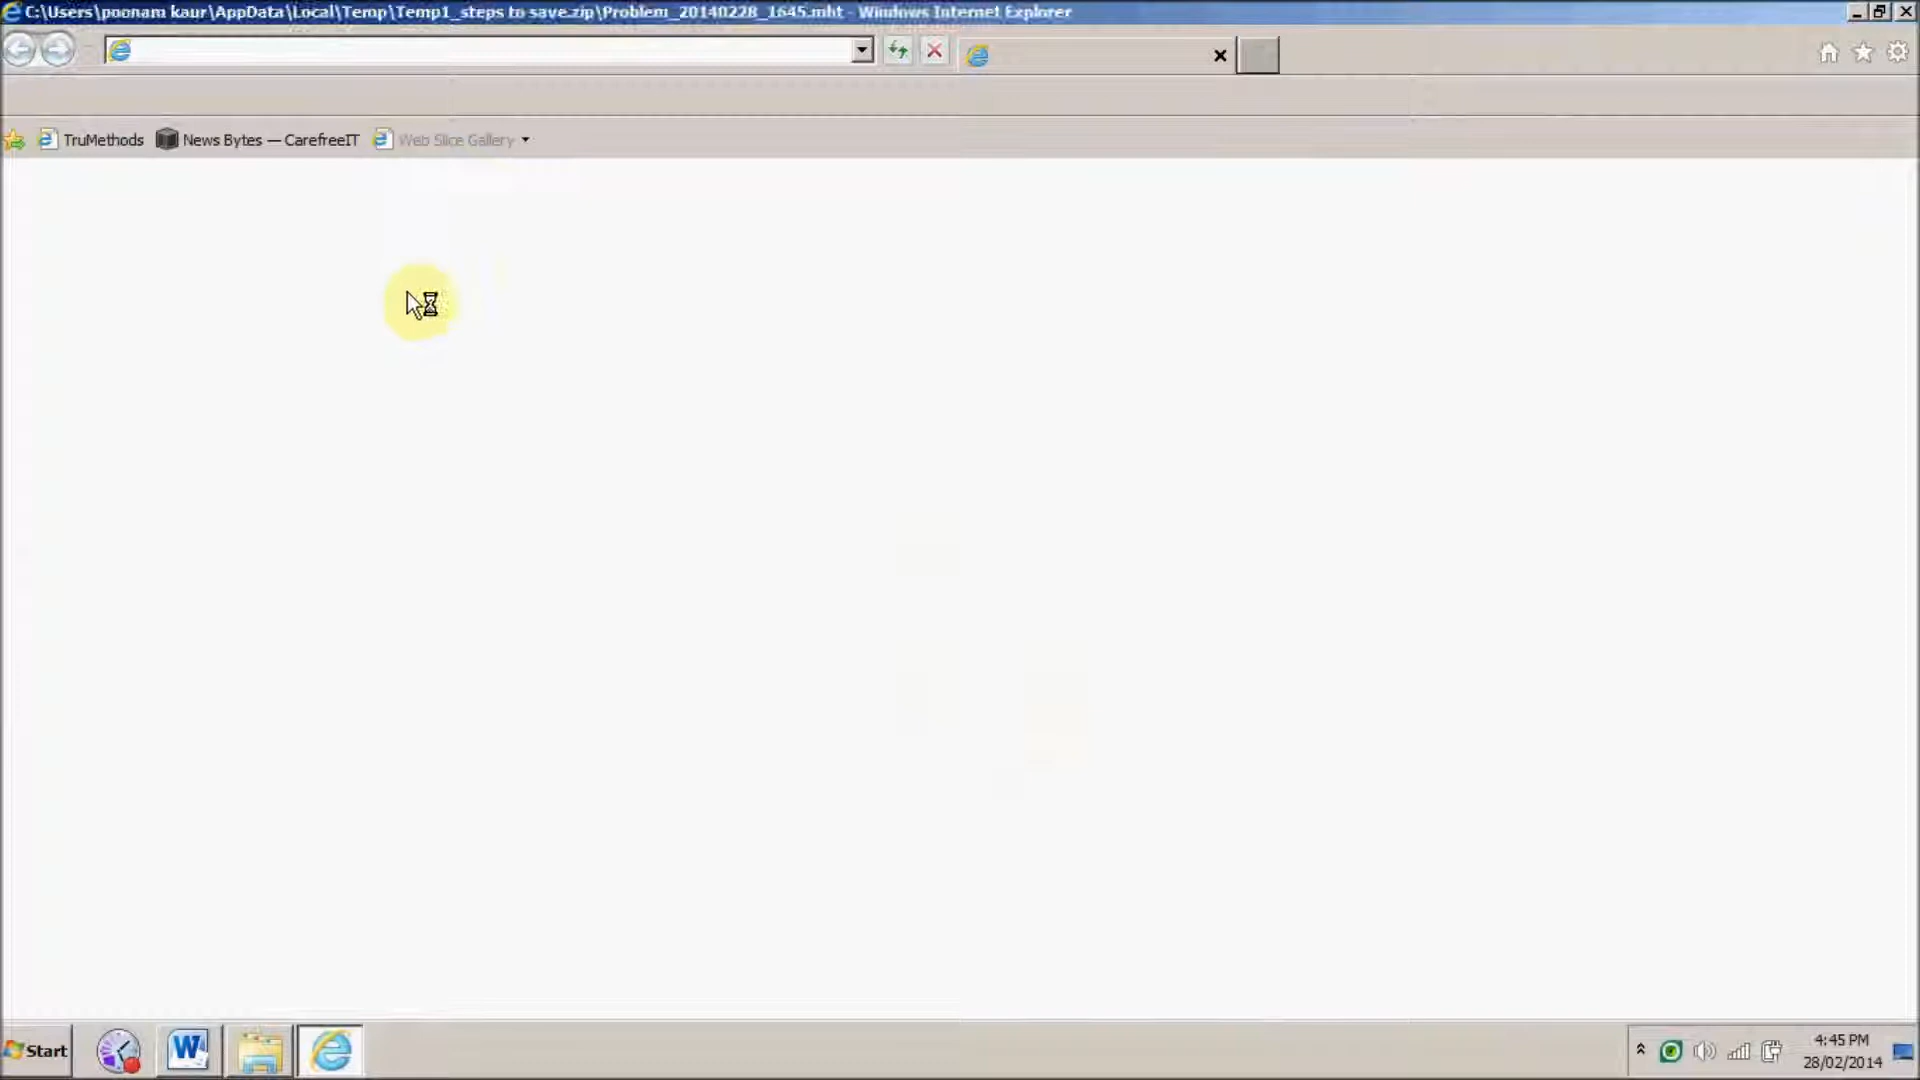 C:\Users\poonam kaur\AppData\Local\Temp\Temp1_steps to save.zip\Problem_20140228_1645.mht - Windows Internet Explorer
TruMethods
News Bytes — CarefreeIT
Web Slice Gallery
Start
4:45 PM
28/02/2014